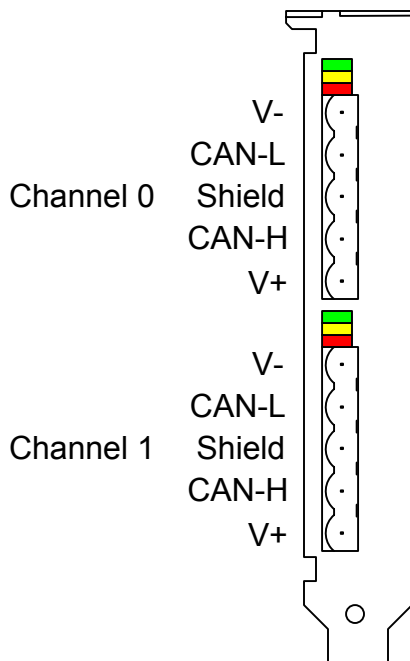 V-
CAN-L
Channel 0 Shield
CAN-H
V+
V-
CAN-L
Channel 1 Shield
CAN-H
V+